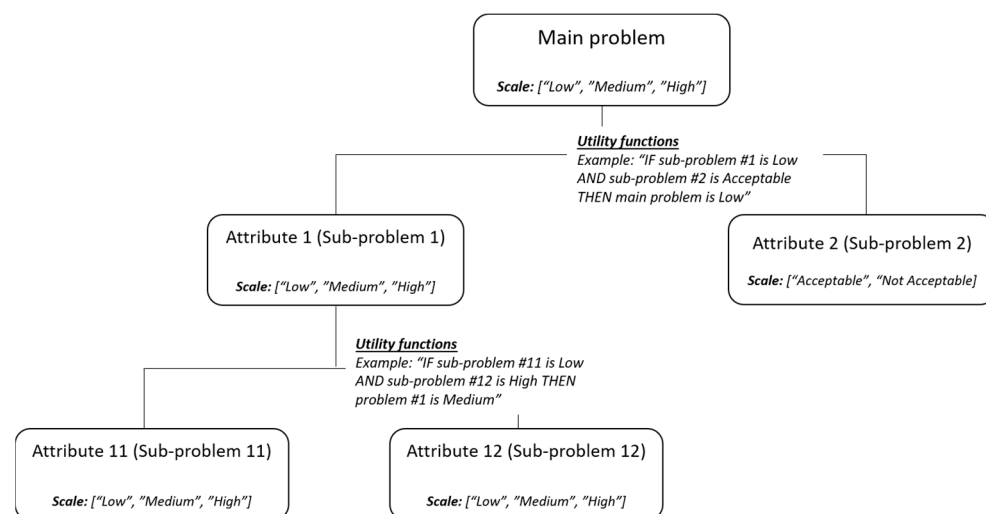 Main problem
Scale: [“Low”, ”Medium”, ”High”]
Utility functions
Example: “IF sub-problem #1 is Low
AND sub-problem #2 is Acceptable
THEN main problem is Low”
Attribute 1 (Sub-problem 1)
Scale: [“Low”, ”Medium”, ”High”]
Attribute 2 (Sub-problem 2)
Scale: [“Acceptable”, “Not Acceptable]
Utility functions
Example: “IF sub-problem #11 is Low
AND sub-problem #12 is High THEN
problem #1 is Medium”
Attribute 11 (Sub-problem 11)
Scale: [“Low”, ”Medium”, ”High”]
Attribute 12 (Sub-problem 12)
Scale: [“Low”, ”Medium”, ”High”]